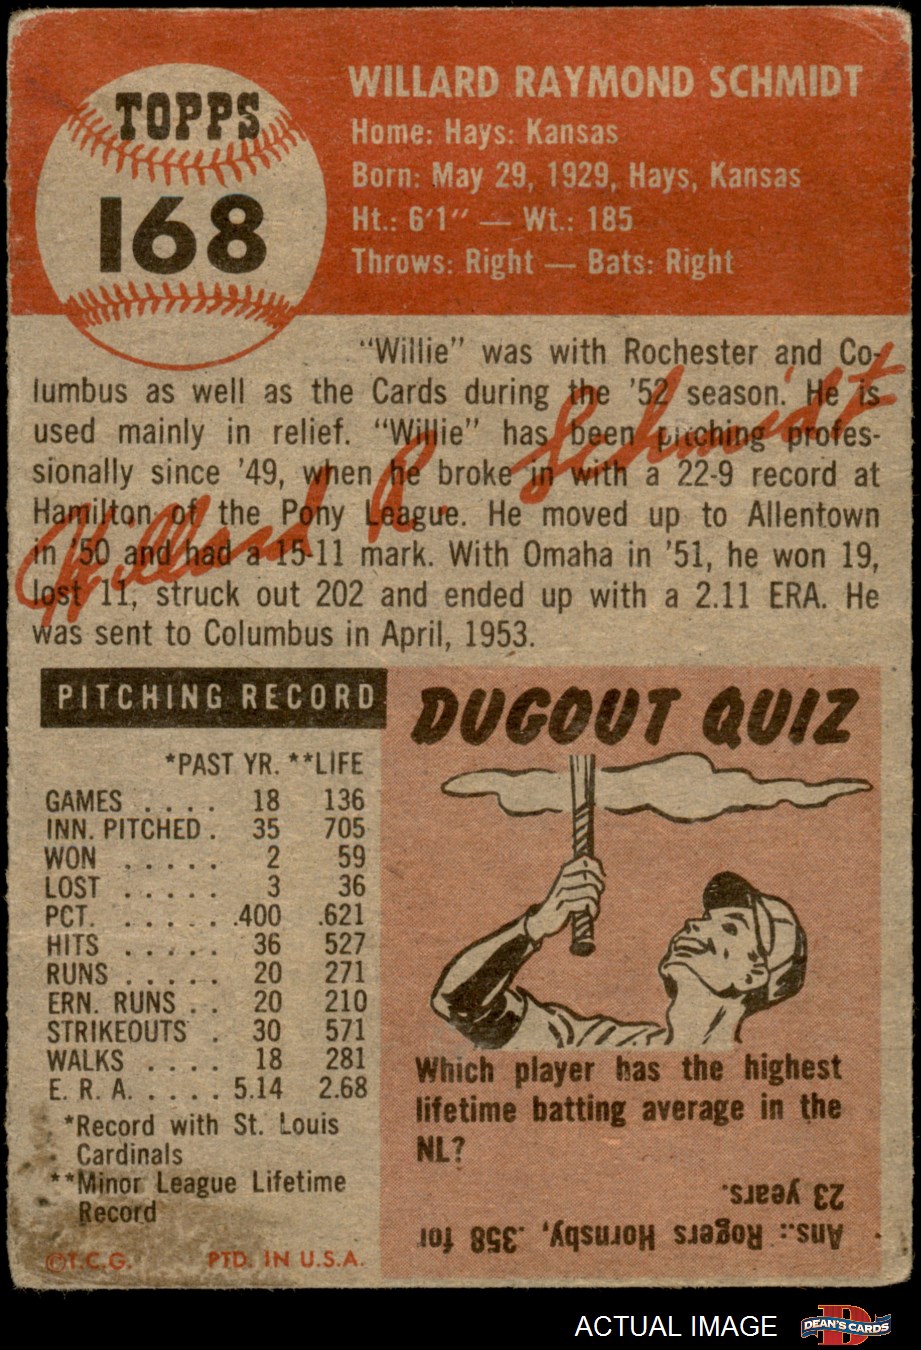 TOPPS
168
WILLARD RAYMOND SCHMIDT
Home: Hays: Kansas
Born: May 29, 1929, Hays, Kansas
Ht.: 6'1" — Wt.: 185
Throws: Right — Bats: Right
"Willie" was with Rochester and Co-
lumbus as well as the Cards during the '52 season. He is
used mainly in relief. "Willie" has been pitching profes-
sionally since '49, when he broke in with a 22-9 record at
Hamilton of the Pony League. He moved up to Allentown
in '50 and had a 15-11 mark. With Omaha in '51, he won 19,
lost 11, struck out 202 and ended up with a 2.11 ERA. He
was sent to Columbus in April, 1953.
Willard R. Schmidt
PITCHING RECORD
*PAST YR. **LIFE
GAMES . . . . 18 136
INN. PITCHED . 35 705
WON . . . . . 2 59
LOST . . . . . 3 36
PCT. . . . . . .400 .621
HITS . . . . . 36 527
RUNS . . . . . 20 271
ERN. RUNS . . 20 210
STRIKEOUTS . 30 571
WALKS . . . . 18 281
E. R. A. . . . . 5.14 2.68
*Record with St. Louis
Cardinals
**Minor League Lifetime
Record
©T.C.G. PTD. IN U.S.A.
DUGOUT QUIZ
Which player has the highest
lifetime batting average in the
NL?
Ans.: Rogers Hornsby, .358 for
23 years.
ACTUAL IMAGE
D
DEAN'S CARDS